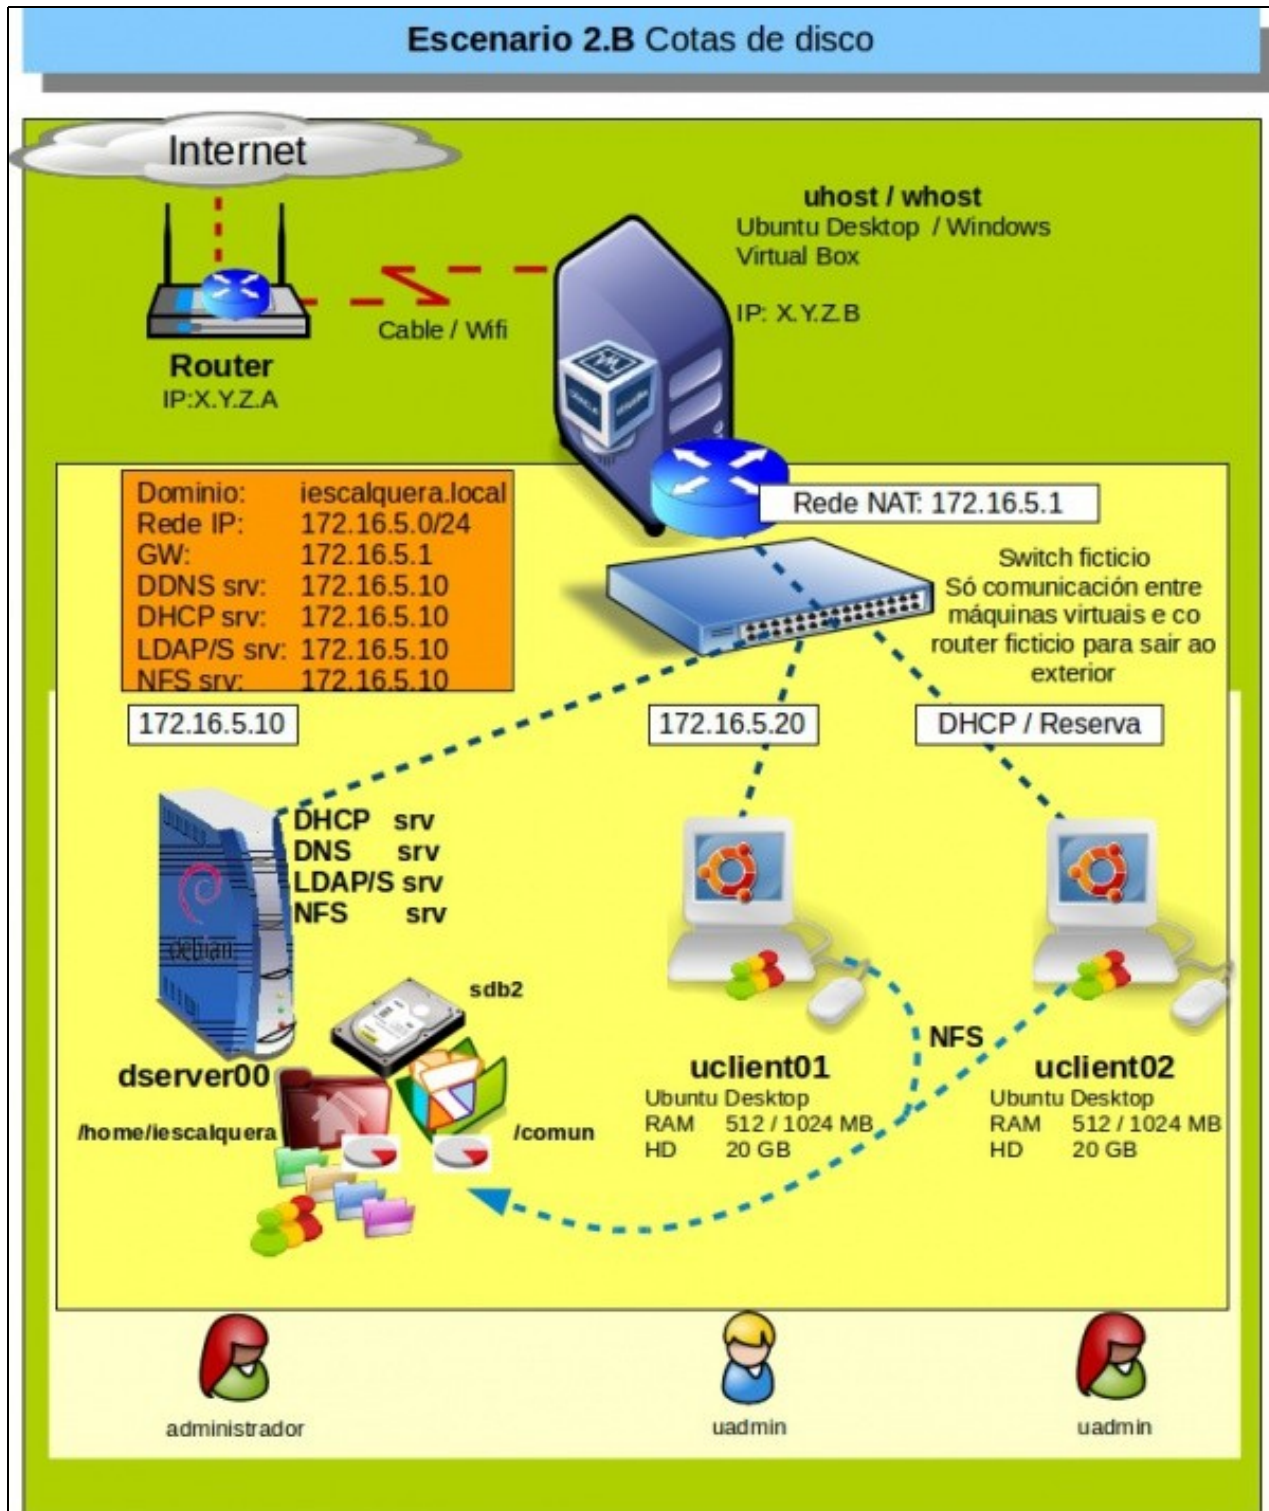 Escenario 2.B Cotas de disco
Internet
uhost / whost
Ubuntu Desktop / Windows
Virtual Box
IP: X.Y.Z.B
Cable / Wifi
Router
IP:X.Y.Z.A
Dominio: iescalquera.local
Rede IP: 172.16.5.0/24
GW: 172.16.5.1
DDNS srv: 172.16.5.10
DHCP srv: 172.16.5.10
LDAP/S srv: 172.16.5.10
NFS srv: 172.16.5.10
Rede NAT: 172.16.5.1
Switch ficticio
Só comunicación entre
máquinas virtuais e co
router ficticio para sair ao
exterior
172.16.5.10
172.16.5.20
DHCP / Reserva
DHCP srv
DNS srv
LDAP/S srv
NFS srv
debian
sdb2
dserver00
/home/iescalquera
/comun
NFS
uclient01
Ubuntu Desktop
RAM 512 / 1024 MB
HD 20 GB
uclient02
Ubuntu Desktop
RAM 512 / 1024 MB
HD 20 GB
administrador
uadmin
uadmin